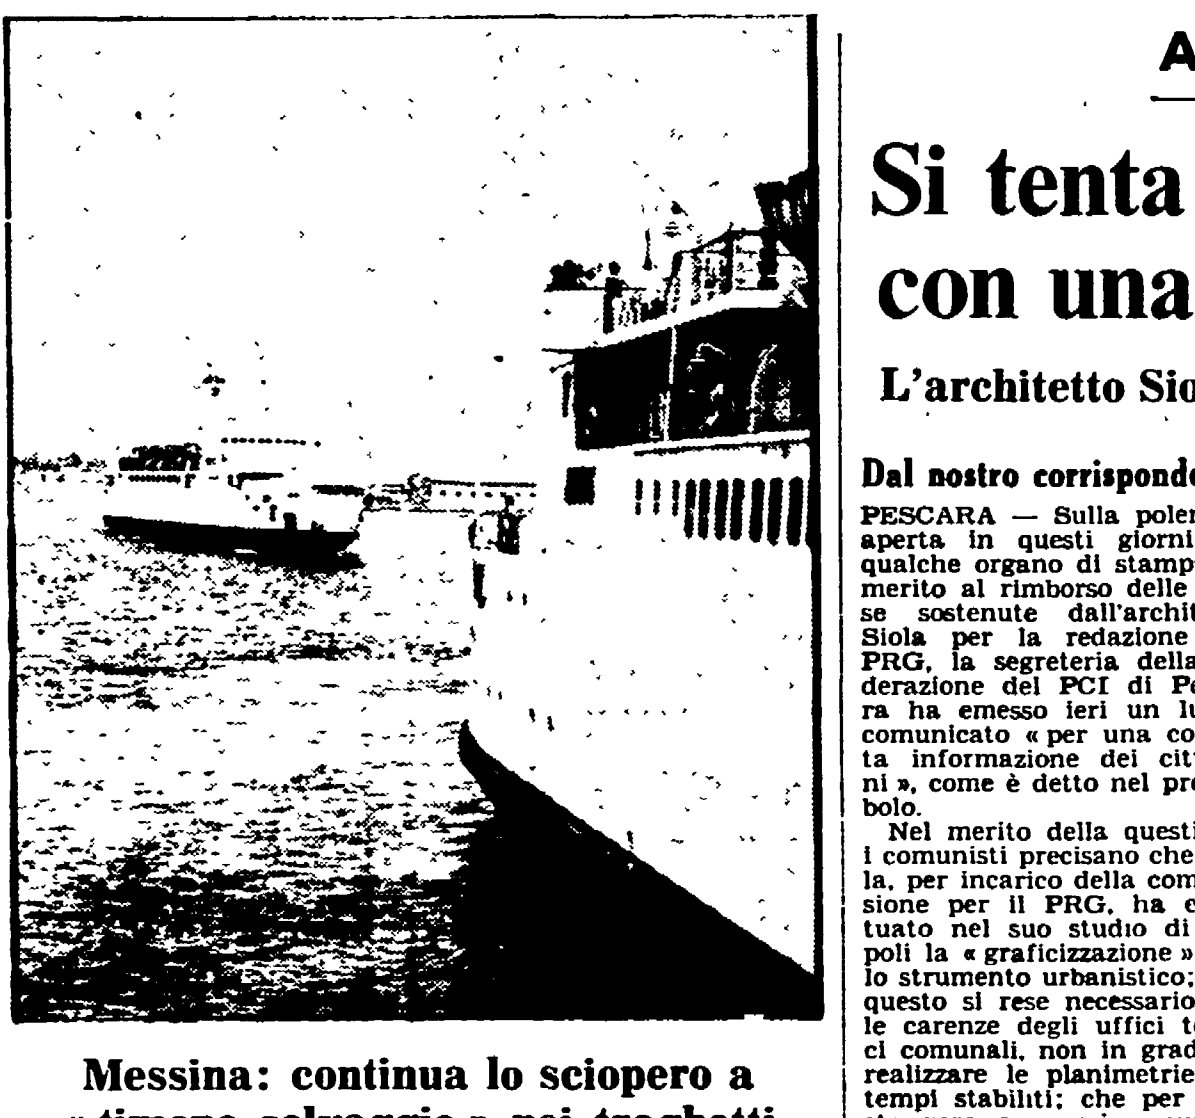 Messina: continua lo sciopero a
A
Si tenta
con una
L'architetto Sio
Dal nostro corrisponde
PESCARA — Sulla polem
aperta in questi giorni
qualche organo di stamp
merito al rimborso delle
se sostenute dall'archit
Siola per la redazione
PRG, la segreteria della
derazione del PCI di Pe
ra ha emesso ieri un lu
comunicato « per una co
ta informazione dei cit
ni », come è detto nel pre
bolo.
Nel merito della questi
i comunisti precisano che
la, per incarico della com
sione per il PRG, ha e
tuato nel suo studio di
poli la « graficizzazione »
lo strumento urbanistico;
questo si rese necessario
le carenze degli uffici te
ci comunali, non in grad
realizzare le planimetrie
tempi stabiliti; che per